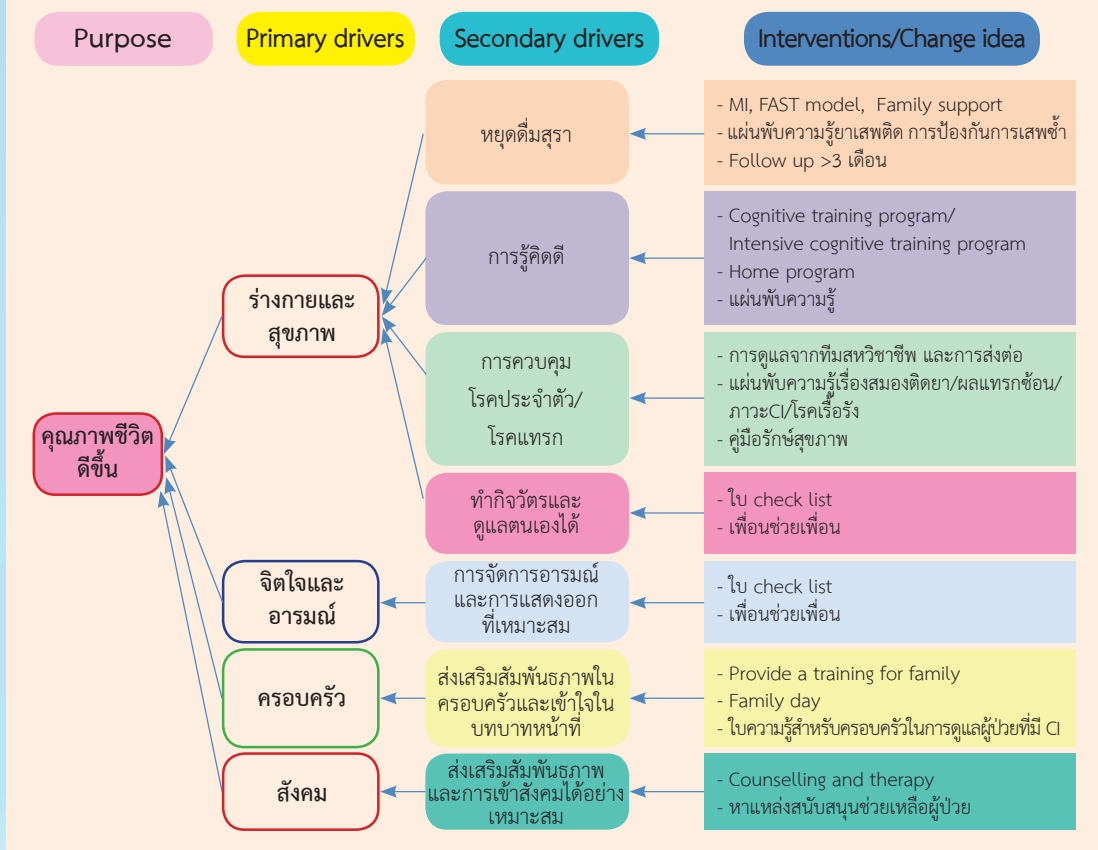 Purpose
Primary drivers
Secondary drivers
Interventions/Change idea
คุณภาพชีวิต
ดีขึ้น
ร่างกายและ
สุขภาพ
หยุดดื่มสุรา
- MI, FAST model, Family support
- แผ่นพับความรู้ยาเสพติด การป้องกันการเสพซ้ำ
- Follow up >3 เดือน
การรู้คิดดี
- Cognitive training program/
Intensive cognitive training program
- Home program
- แผ่นพับความรู้
การควบคุม
โรคประจำตัว/
โรคแทรก
- การดูแลจากทีมสหวิชาชีพ และการส่งต่อ
- แผ่นพับความรู้เรื่องสมองติดยา/ผลแทรกซ้อน/
ภาวะCI/โรคเรื้อรัง
- คู่มือรักษ์สุขภาพ
ทำกิจวัตรและ
ดูแลตนเองได้
- ใบ check list
- เพื่อนช่วยเพื่อน
จิตใจและ
อารมณ์
การจัดการอารมณ์
และการแสดงออก
ที่เหมาะสม
- ใบ check list
- เพื่อนช่วยเพื่อน
ครอบครัว
ส่งเสริมสัมพันธภาพใน
ครอบครัวและเข้าใจใน
บทบาทหน้าที่
- Provide a training for family
- Family day
- ใบความรู้สำหรับครอบครัวในการดูแลผู้ป่วยที่มี CI
สังคม
ส่งเสริมสัมพันธภาพ
และการเข้าสังคมได้อย่าง
เหมาะสม
- Counselling and therapy
- หาแหล่งสนับสนุนช่วยเหลือผู้ป่วย